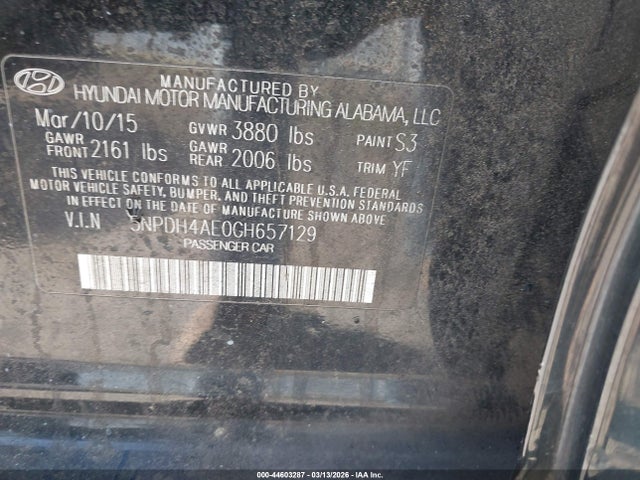 MANUFACTURED BY
HYUNDAI MOTOR MANUFACTURING ALABAMA, LLC
Mar/10/15 GVWR 3880 lbs PAINT S3
GAWR FRONT 2161 lbs GAWR REAR 2006 lbs TRIM YF
THIS VEHICLE CONFORMS TO ALL APPLICABLE U.S.A. FEDERAL
MOTOR VEHICLE SAFETY, BUMPER, AND THEFT PREVENTION STANDARDS
IN EFFECT ON THE DATE OF MANUFACTURE SHOWN ABOVE
V.I.N 5NPDH4AE0GH657129
PASSENGER CAR
000-44603287 - 03/13/2026 - IAA Inc.